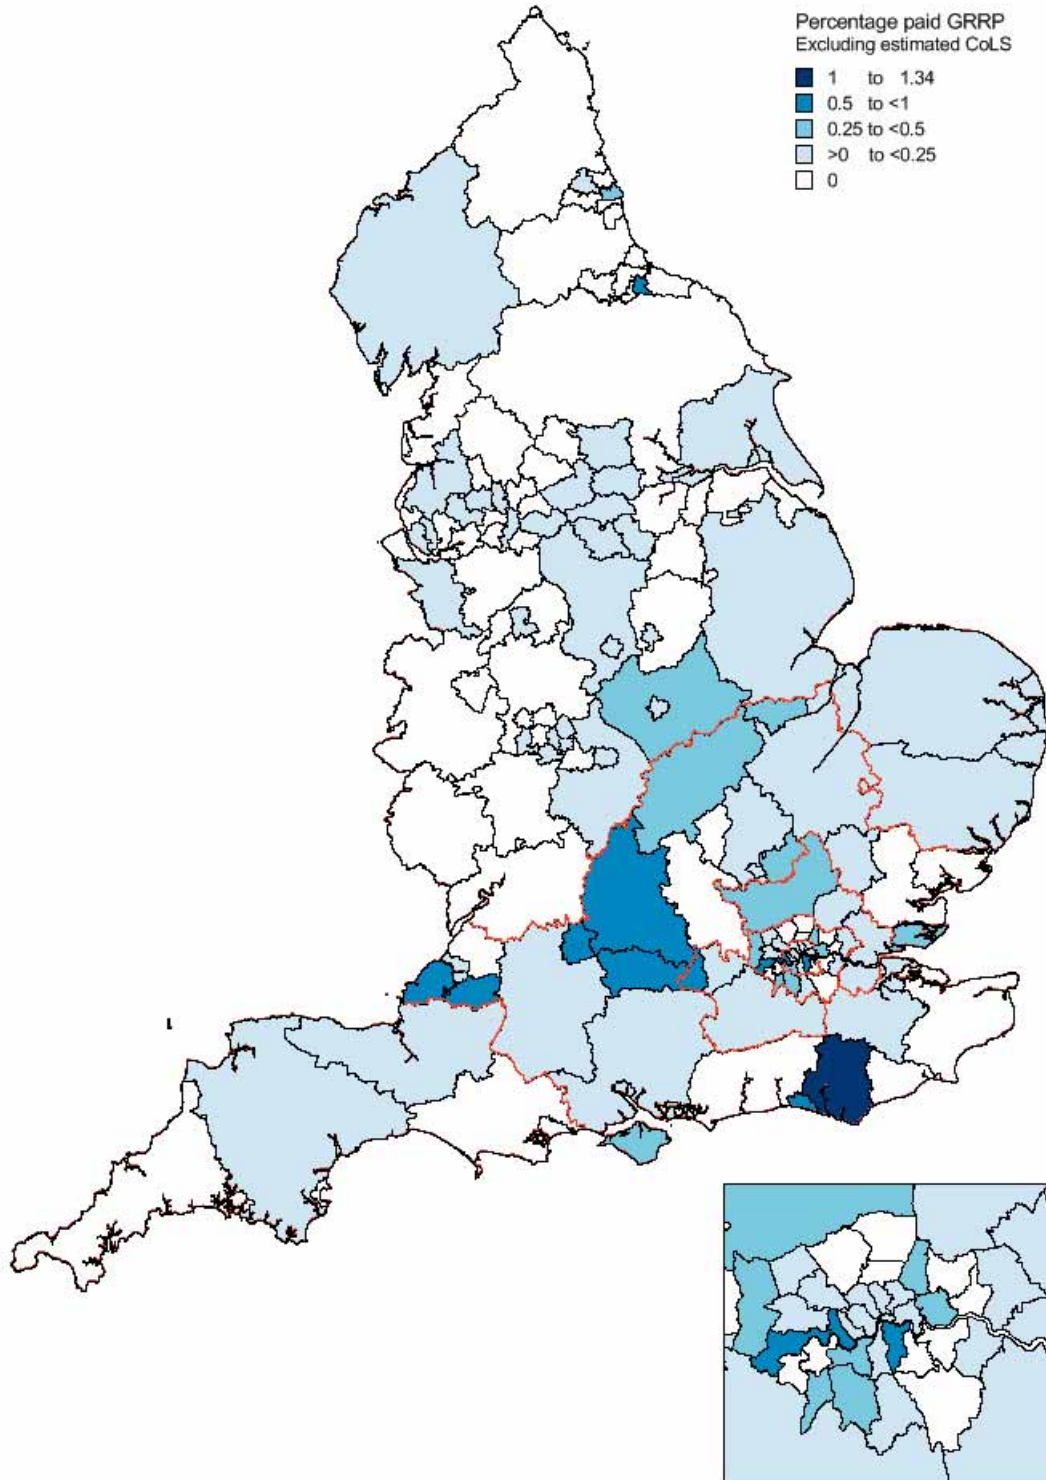 Percentage paid GRRP
Excluding estimated CoLS
1 to 1.34
0.5 to <1
0.25 to <0.5
>0 to <0.25
0